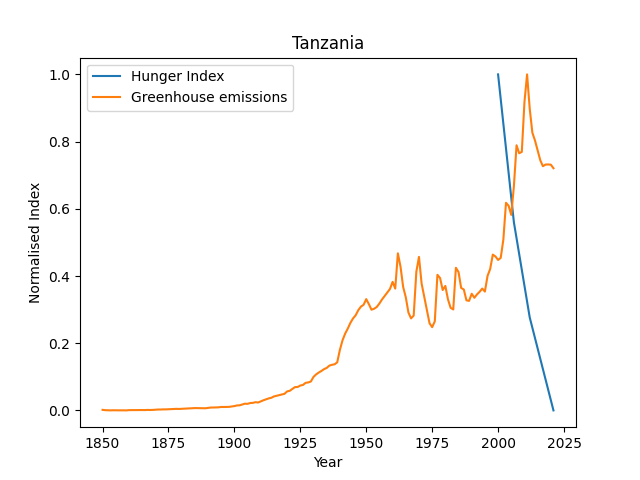 Tanzania
Hunger Index
Greenhouse emissions
Normalised Index
1.0
0.8
0.6
0.4
0.2
0.0
1850 1875 1900 1925 1950 1975 2000 2025
Year